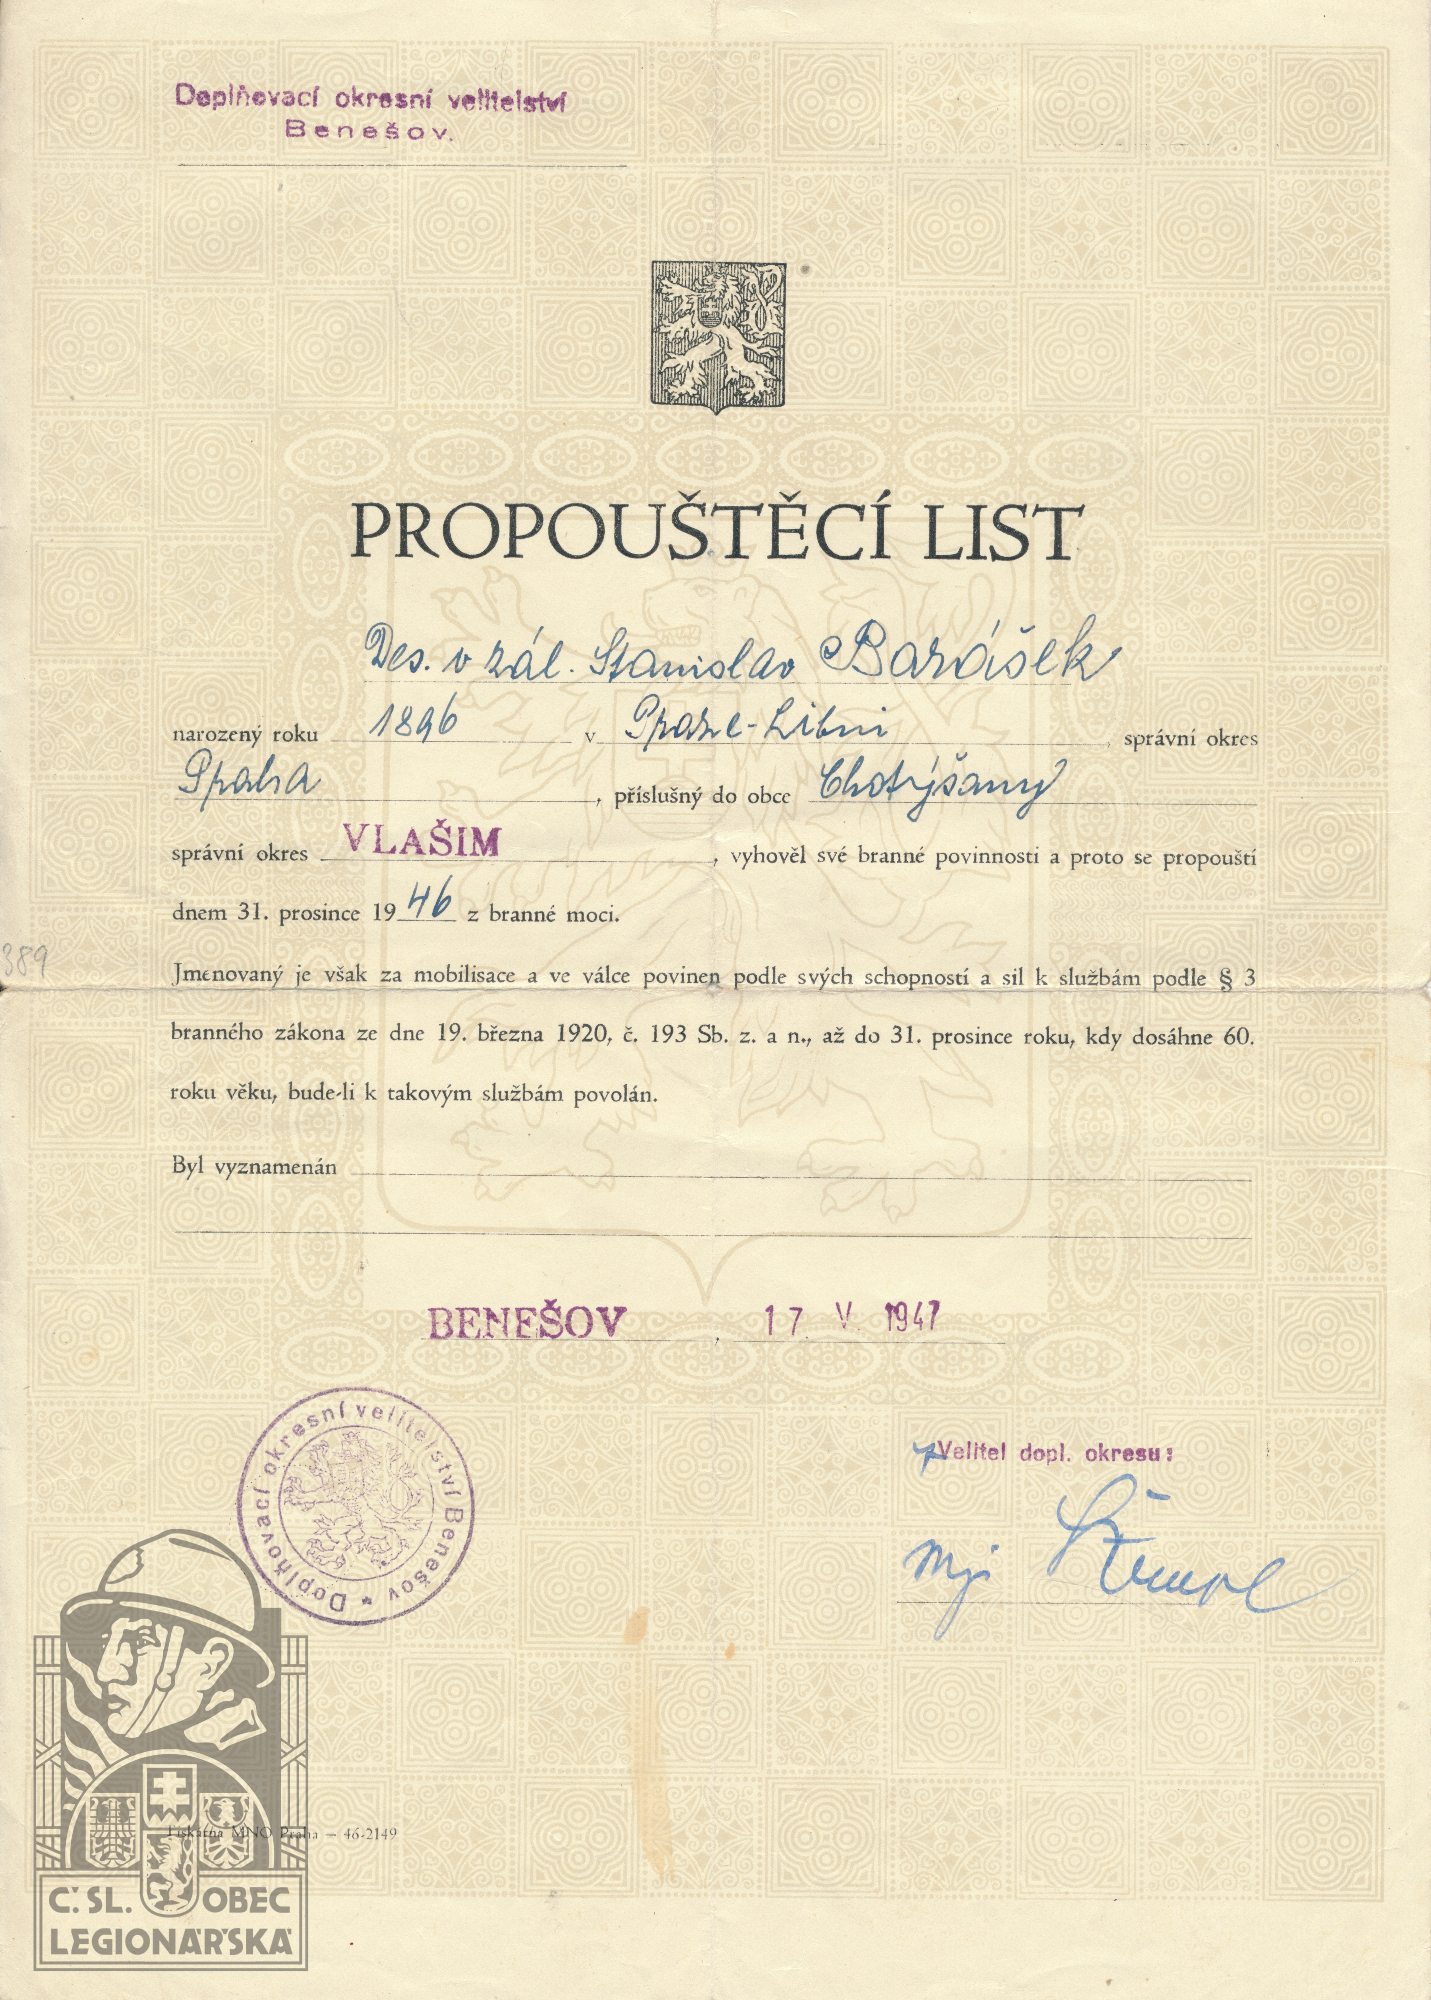 Doplňovací okresní velitelství
Benešov.
PROPOUŠTĚCÍ LIST
Des. v zál. Stanislav Barášek
narozený roku 1896 v Praze-Libni, správní okres
Praha, příslušný do obce Chotýšany
správní okres VLAŠIM, vyhověl své branné povinnosti a proto se propouští
dnem 31. prosince 1946 z branné moci.
389
Jmenovaný je však za mobilisace a ve válce povinen podle svých schopností a sil k službám podle § 3
branného zákona ze dne 19. března 1920, č. 193 Sb. z. a n., až do 31. prosince roku, kdy dosáhne 60.
roku věku, bude-li k takovým službám povolán.
Byl vyznamenán
BENEŠOV, 17. V. 1947
Doplňovací okresní velitelství Benešov
Velitel dopl. okresu:
mjr
Tiskárna MNO Praha — 46-2149
Č. SL. OBEC
LEGIONÁŘSKÁ